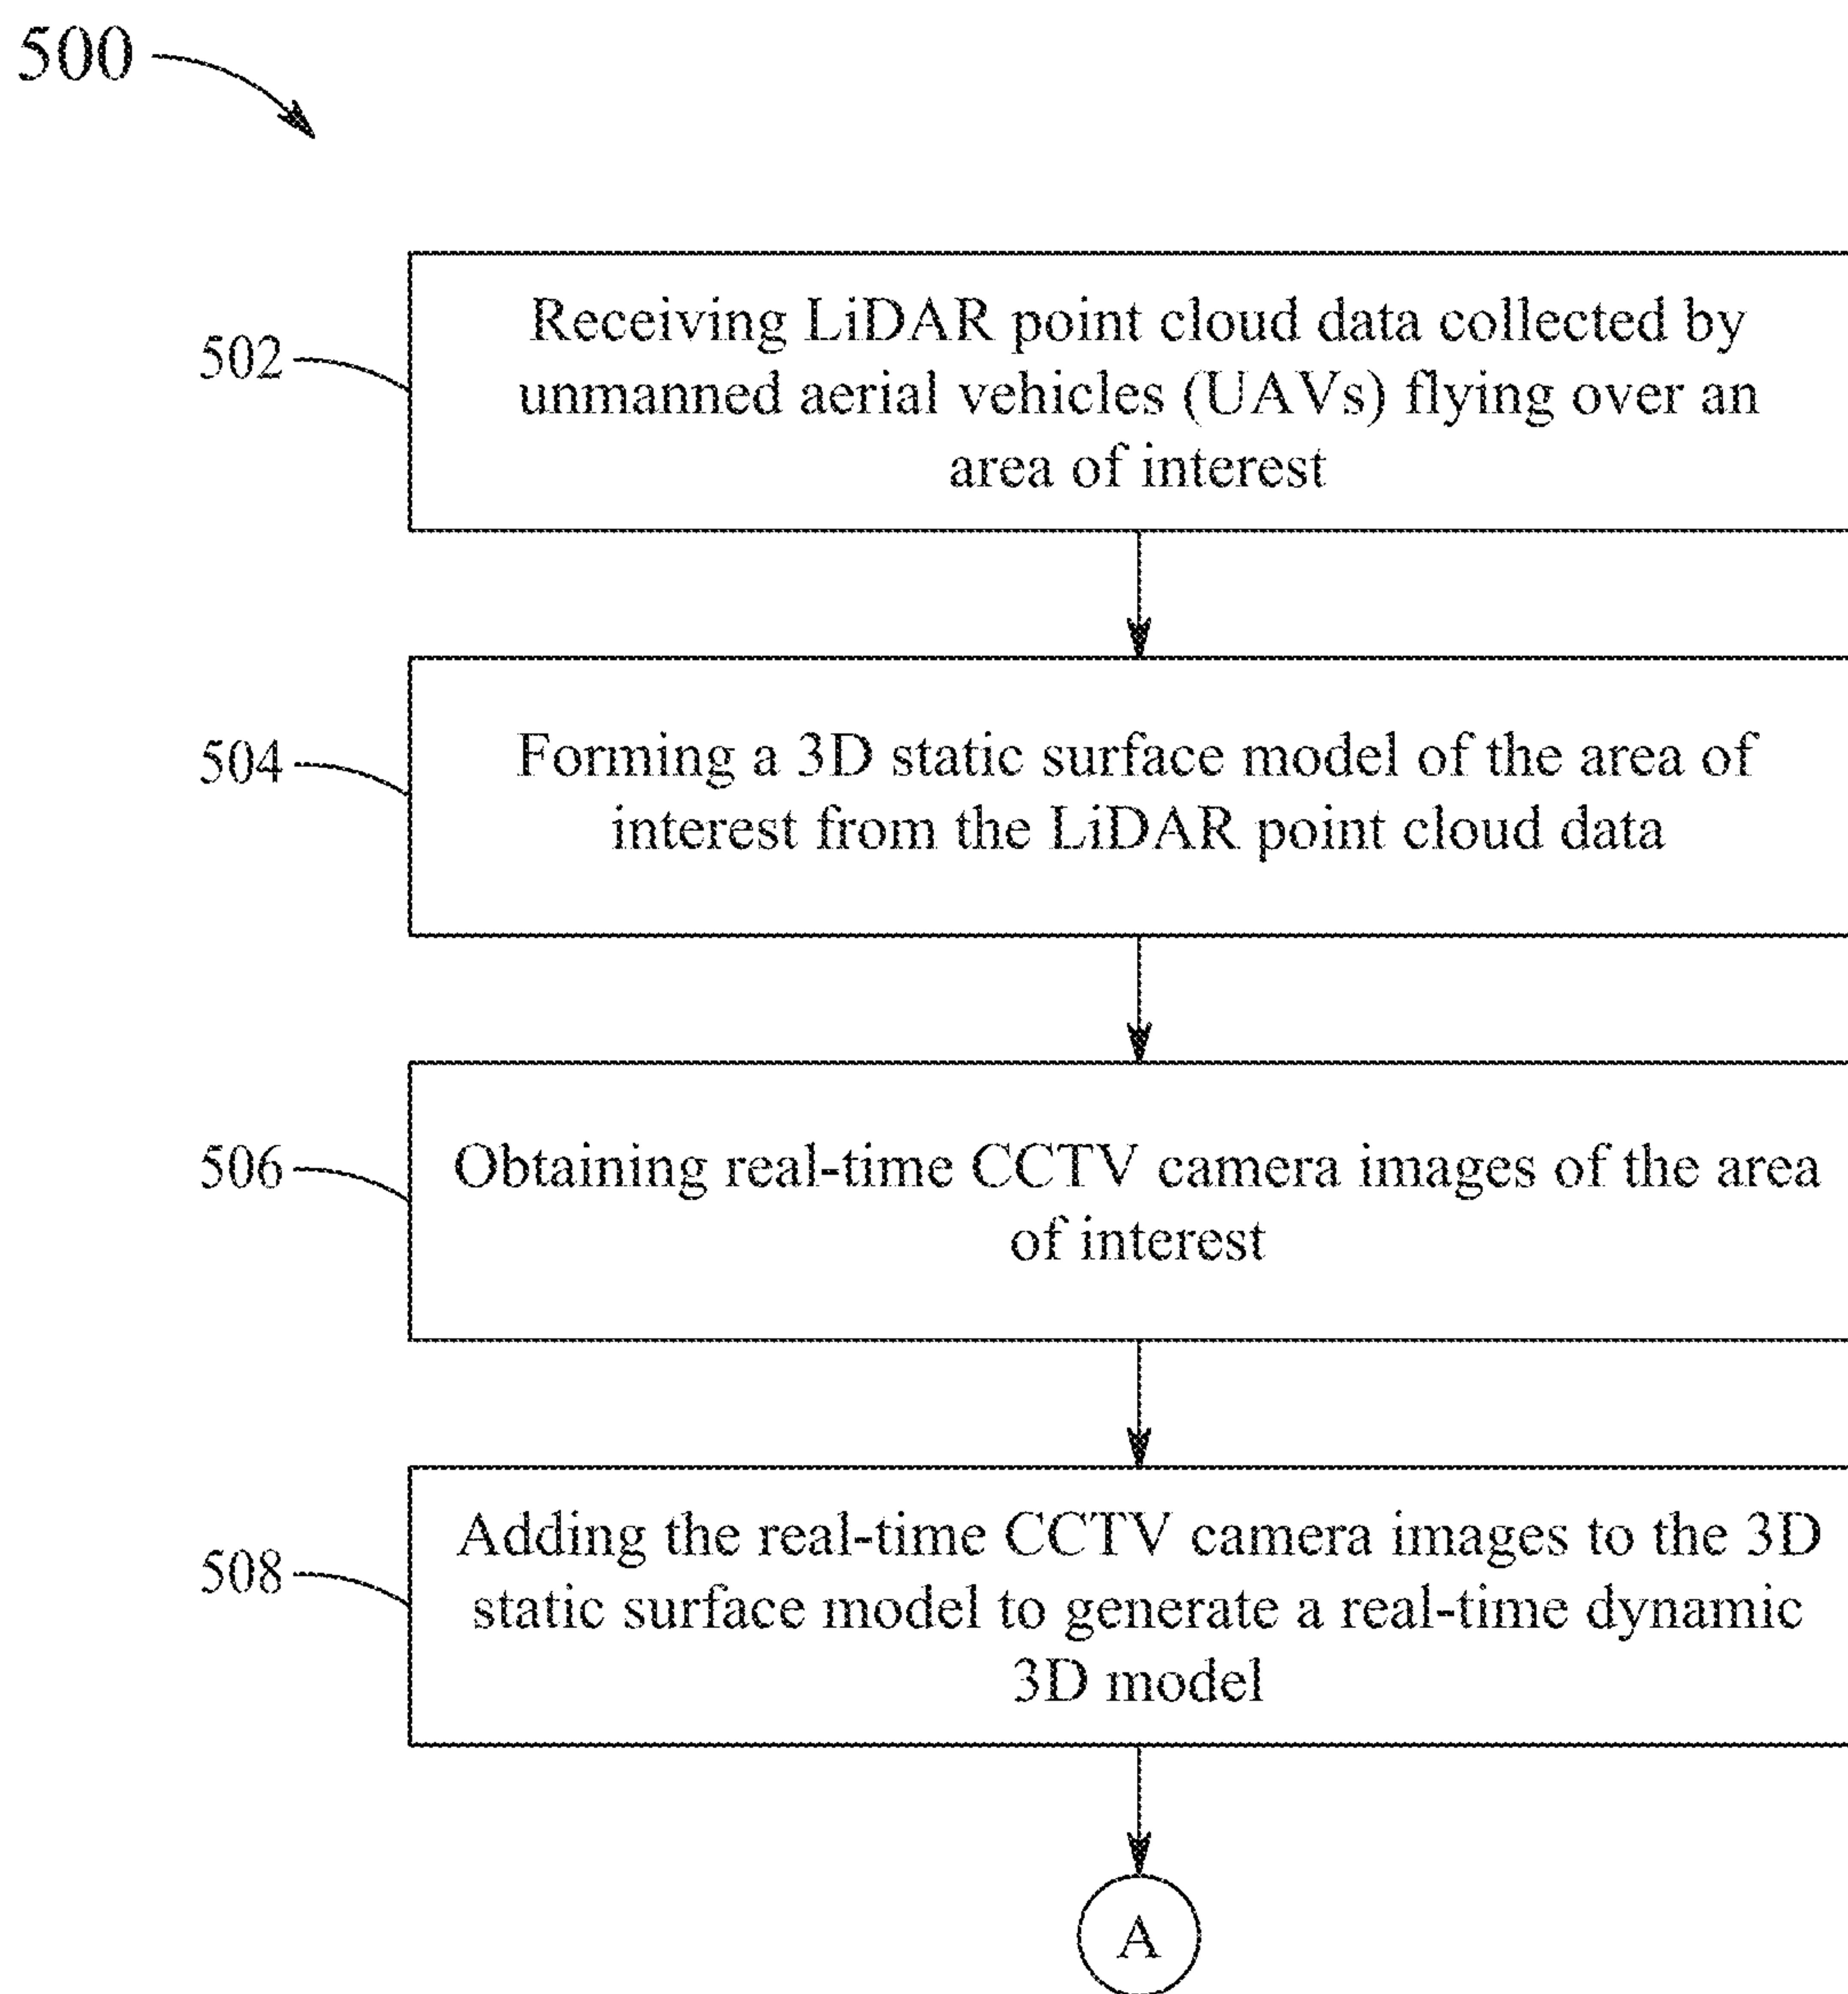 500
502
Receiving LiDAR point cloud data collected by
unmanned aerial vehicles (UAVs) flying over an
area of interest
504
Forming a 3D static surface model of the area of
interest from the LiDAR point cloud data
506
Obtaining real-time CCTV camera images of the area
of interest
508
Adding the real-time CCTV camera images to the 3D
static surface model to generate a real-time dynamic
3D model
A